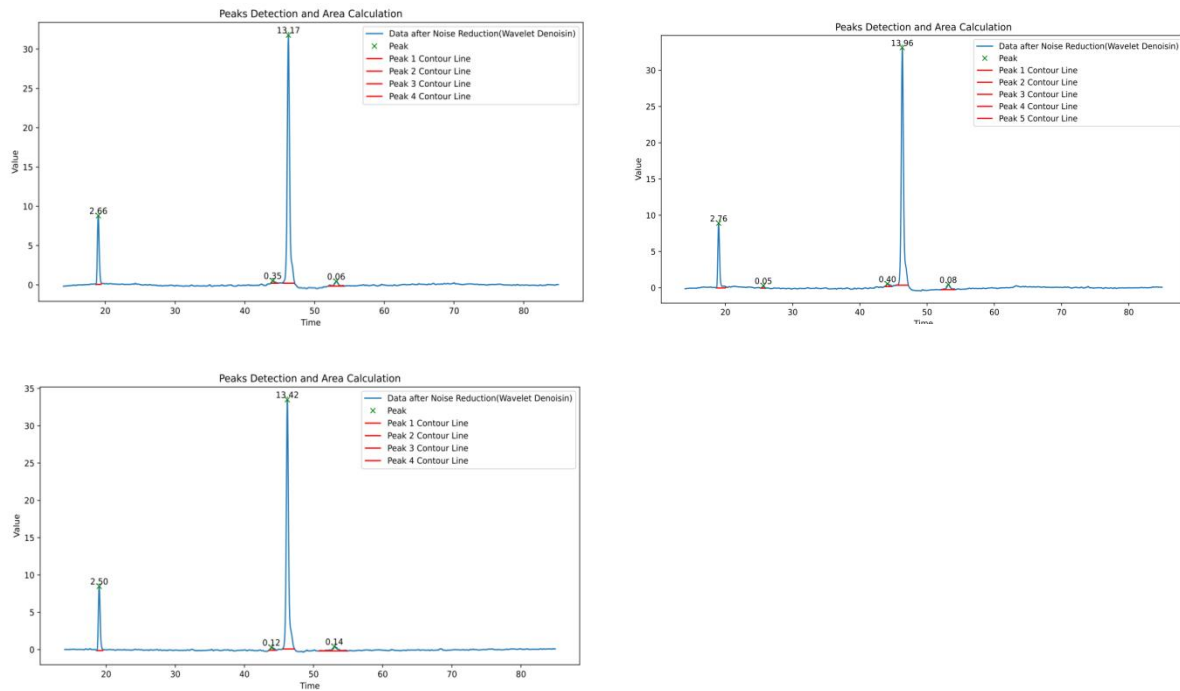 Peaks Detection and Area Calculation
13.17
Data after Noise Reduction(Wavelet Denoisin)
Peak
Peak 1 Contour Line
Peak 2 Contour Line
Peak 3 Contour Line
Peak 4 Contour Line
30
25
20
15
10
5
0
Value
2.66
0.35
0.06
20 30 40 50 60 70 80
Time
Peaks Detection and Area Calculation
13.96
Data after Noise Reduction(Wavelet Denoisin)
Peak
Peak 1 Contour Line
Peak 2 Contour Line
Peak 3 Contour Line
Peak 4 Contour Line
Peak 5 Contour Line
30
25
20
15
10
5
0
Value
2.76
0.05
0.40
0.08
20 30 40 50 60 70 80
Time
Peaks Detection and Area Calculation
13.42
Data after Noise Reduction(Wavelet Denoisin)
Peak
Peak 1 Contour Line
Peak 2 Contour Line
Peak 3 Contour Line
Peak 4 Contour Line
35
30
25
20
15
10
5
0
Value
2.50
0.12
0.14
10 20 30 40 50 60 70 80
Time